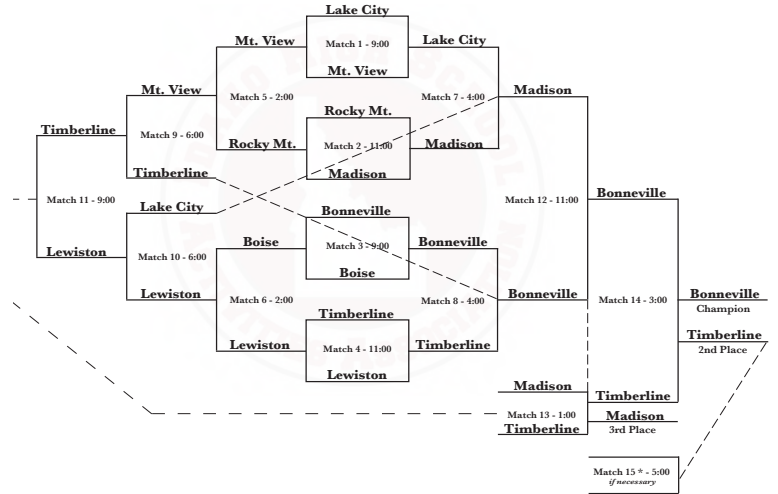 Lake City
Mt. View
Match 1 - 9:00
Lake City
Mt. View
Mt. View
Match 5 - 2:00
Match 7 - 4:00
Madison
Rocky Mt.
Timberline
Match 9 - 6:00
Rocky Mt.
Match 2 - 11:00
Madison
Timberline
Madison
Match 11 - 9:00
Match 12 - 11:00
Bonneville
Lake City
Bonneville
Lewiston
Match 10 - 6:00
Boise
Match 3 - 9:00
Bonneville
Boise
Lewiston
Match 6 - 2:00
Match 8 - 4:00
Bonneville
Match 14 - 3:00
Bonneville
Champion
Timberline
Lewiston
Match 4 - 11:00
Timberline
Timberline
2nd Place
Lewiston
Madison
Timberline
Match 13 - 1:00
Madison
Timberline
3rd Place
Match 15 * - 5:00
if necessary